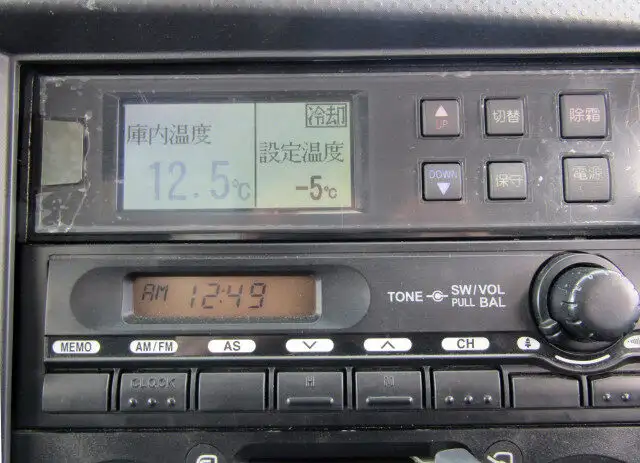 冷却
庫内温度
設定温度
12.5℃
-5℃
UP
切替
除霜
DOWN
保守
電源
AM 12:49
TONE
SW/VOL
PULL BAL
MEMO
AM/FM
AS
CH
CLOCK
H
M